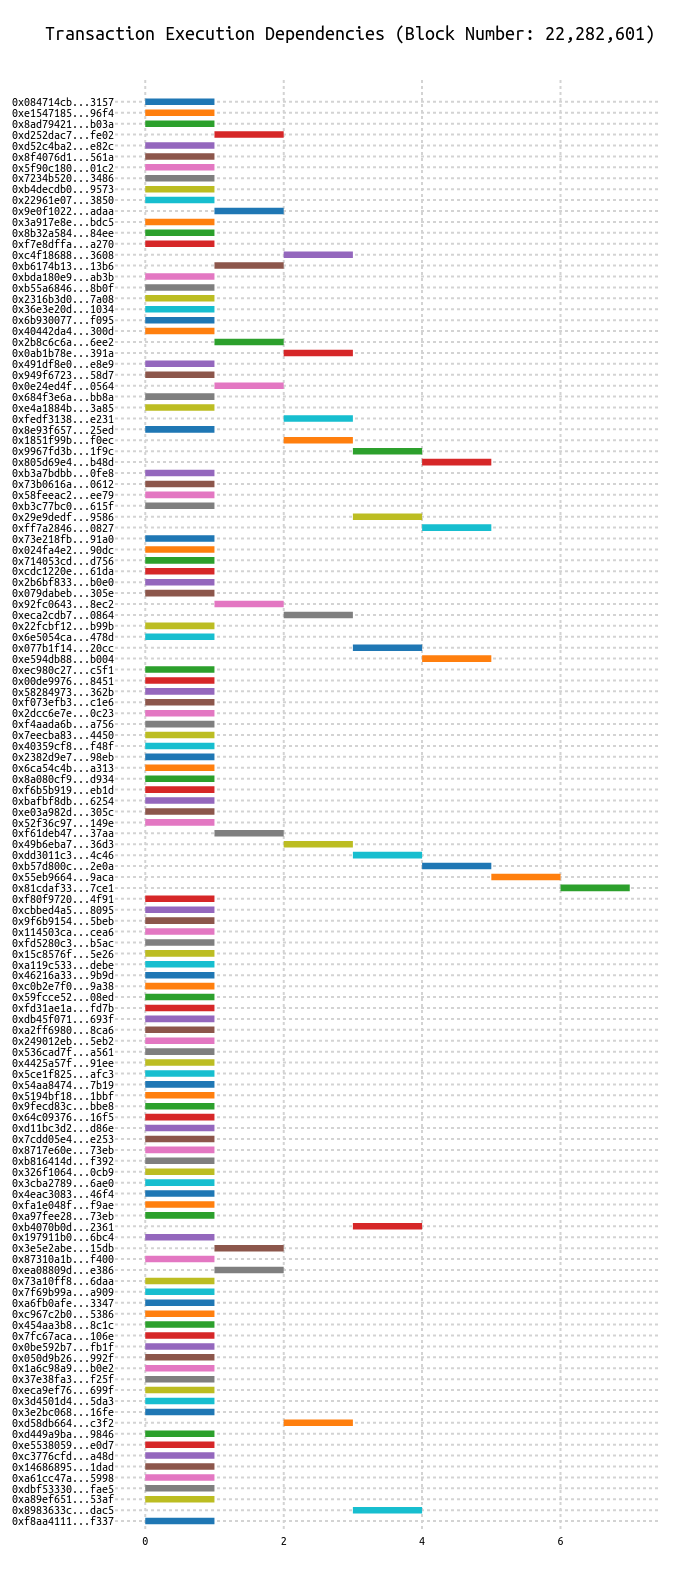 Transaction Execution Dependencies (Block Number: 22,282,601)
0x084714cb...3157
0xe1547185...96f4
0x8ad79421...b03a
0xd252dac7...fe02
0xd52c4ba2...e82c
0x8f4076d1...561a
0x5f90c180...01c2
0x7234b520...3486
0xb4decdb0...9573
0x22961e07...3850
0x9e0f1022...adaa
0x3a917e8e...bdc5
0x8b32a584...84ee
0xf7e8dffa...a270
0xc4f18688...3608
0xb6174b13...13b6
0xbda180e9...ab3b
0xb55a6846...8b0f
0x2316b3d0...7a08
0x36e3e20d...1034
0x6b930077...f095
0x40442da4...300d
0x2b8c6c6a...6ee2
0x0ab1b78e...391a
0x491df8e0...e8e9
0x949f6723...58d7
0x0e24ed4f...0564
0x684f3e6a...bb8a
0xe4a1884b...3a85
0xfedf3138...e231
0x8e93f657...25ed
0x1851f99b...f0ec
0x9967fd3b...1f9c
0x805d69e4...b48d
0xb3a7bdbb...0fe8
0x73b0616a...0612
0x58feeac2...ee79
0xb3c77bc0...615f
0x29e9dedf...9586
0xff7a2846...0827
0x73e218fb...91a0
0x024fa4e2...90dc
0x714053cd...d756
0xcdc1220e...61da
0x2b6bf833...b0e0
0x079dabeb...305e
0x92fc0643...8ec2
0xeca2cdb7...0864
0x22fcbf12...b99b
0x6e5054ca...478d
0x077b1f14...20cc
0xe594db88...b004
0xec980c27...c5f1
0x00de9976...8451
0x58284973...362b
0xf073efb3...c1e6
0x2dcc6e7e...0c23
0xf4aada6b...a756
0x7eecba83...4450
0x40359cf8...f48f
0x2382d9e7...98eb
0x6ca54c4b...a313
0x8a080cf9...d934
0xf6b5b919...eb1d
0xbafbf8db...6254
0xe03a982d...305c
0x52f36c97...149e
0xf61deb47...37aa
0x49b6eba7...36d3
0xdd3011c3...4c46
0xb57d800c...2e0a
0x55eb9664...9aca
0x81cdaf33...7ce1
0xf80f9720...4f91
0xcbbed4a5...8095
0x9f6b9154...5beb
0x114503ca...cea6
0xfd5280c3...b5ac
0x15c8576f...5e26
0xa119c533...debe
0x46216a33...9b9d
0xc0b2e7f0...9a38
0x59fcce52...08ed
0xfd31ae1a...fd7b
0xdb45f071...693f
0xa2ff6980...8ca6
0x249012eb...5eb2
0x536cad7f...a561
0x4425a57f...91ee
0x5ce1f825...afc3
0x54aa8474...7b19
0x5194bf18...1bbf
0x9fecd83c...bbe8
0x64c09376...16f5
0xd11bc3d2...d86e
0x7cdd05e4...e253
0x8717e60e...73eb
0xb816414d...f392
0x326f1064...0cb9
0x3cba2789...6ae0
0x4eac3083...46f4
0xfa1e048f...f9ae
0xa97fee28...73eb
0xb4070b0d...2361
0x197911b0...6bc4
0x3e5e2abe...15db
0x87310a1b...f400
0xea08809d...e386
0x73a10ff8...6daa
0x7f69b99a...a909
0xa6fb0afe...3347
0xc967c2b0...5386
0x454aa3b8...8c1c
0x7fc67aca...106e
0x0be592b7...fb1f
0x050d9b26...992f
0x1a6c98a9...b0e2
0x37e38fa3...f25f
0xeca9ef76...699f
0x3d4501d4...5da3
0x3e2bc068...16fe
0xd58db664...c3f2
0xd449a9ba...9846
0xe5538059...e0d7
0xc3776cfd...a48d
0x14686895...1dad
0xa61cc47a...5998
0xdbf53330...fae5
0xa89ef651...53af
0x8983633c...dac5
0xf8aa4111...f337
0 2 4 6